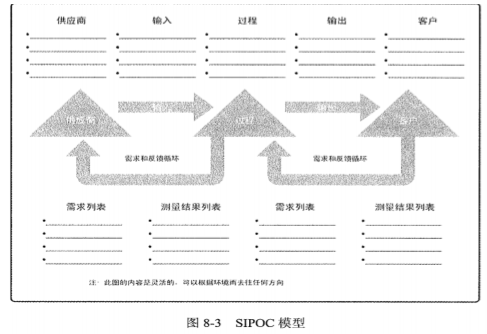 供应商 输入 过程 输出 客户
供应商 过程 客户
需求和反馈循环 需求和反馈循环
需求列表 测量结果列表 需求列表 测量结果列表
注：此图的内容是灵活的，可以根据环境而去往任何方向
图 8-3 SIPOC 模型